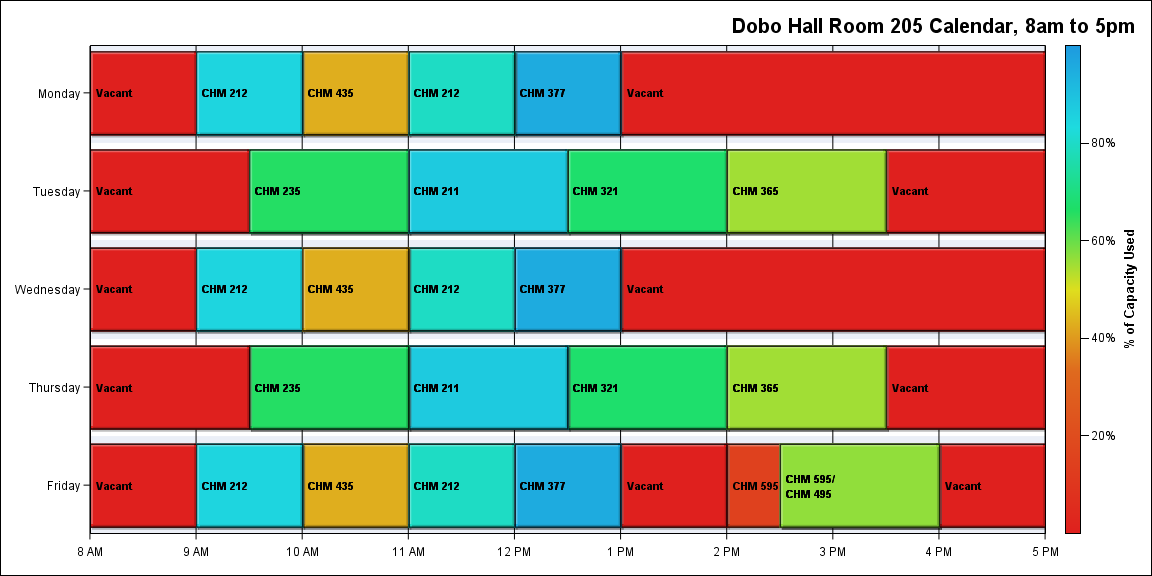 Dobo Hall Room 205 Calendar, 8am to 5pm
Monday
Vacant
CHM 212
CHM 435
CHM 212
CHM 377
Vacant
Tuesday
Vacant
CHM 235
CHM 211
CHM 321
CHM 365
Vacant
Wednesday
Vacant
CHM 212
CHM 435
CHM 212
CHM 377
Vacant
Thursday
Vacant
CHM 235
CHM 211
CHM 321
CHM 365
Vacant
Friday
Vacant
CHM 212
CHM 435
CHM 212
CHM 377
Vacant
CHM 595
CHM 595/
CHM 495
Vacant
8 AM
9 AM
10 AM
11 AM
12 PM
1 PM
2 PM
3 PM
4 PM
5 PM
80%
60%
40%
20%
% of Capacity Used